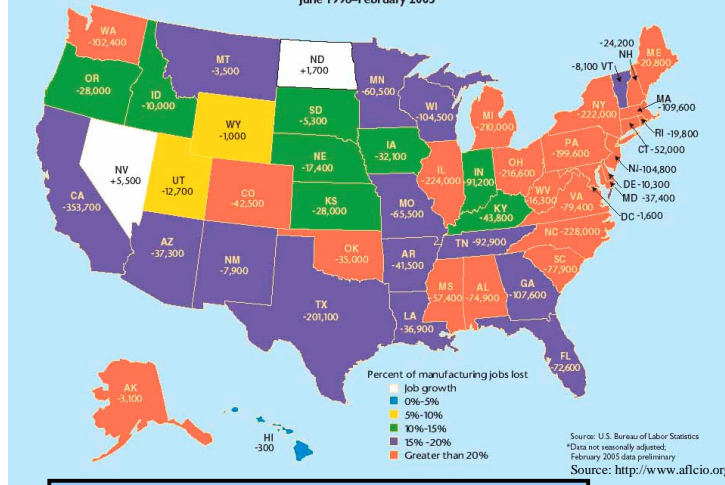 June 1998–February 2005
WA
-102,400
OR
-28,000
ID
-10,000
MT
-3,500
ND
+1,700
MN
-60,500
WI
-104,500
MI
-210,000
SD
-5,300
WY
-1,000
NE
-17,400
IA
-32,100
NV
+5,500
UT
-12,700
CO
-42,500
KS
-28,000
MO
-65,500
IL
-224,000
IN
-91,200
OH
-216,600
KY
-43,800
WV
-16,300
VA
-79,400
PA
-199,600
NY
-222,000
-24,200
NH
-8,100 VT
ME
-20,800
MA
-109,600
RI -19,800
CT -52,000
NJ-104,800
DE -10,300
MD -37,400
DC -1,600
CA
-353,700
AZ
-37,300
NM
-7,900
OK
-35,000
TX
-201,100
AR
-41,500
LA
-36,900
TN -92,900
NC -228,000
SC
-77,900
MS
-57,400
AL
-74,900
GA
-107,600
FL
-72,600
AK
-3,100
HI
-300
Percent of manufacturing jobs lost
Job growth
0%-5%
5%-10%
10%-15%
15% -20%
Greater than 20%
Source: U.S. Bureau of Labor Statistics
*Data not seasonally adjusted;
February 2005 data preliminary
Source: http://www.aflcio.org